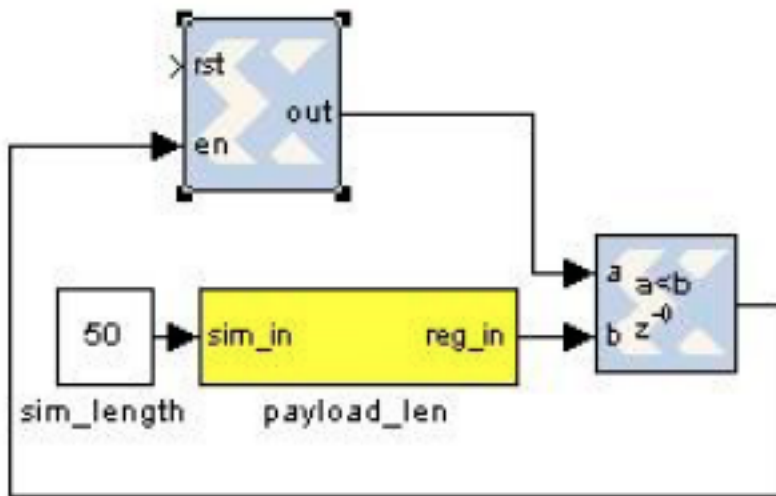 rst
out
en
a
a<b
50
sim_in
reg_in
b
z⁻⁰
sim_length
payload_len